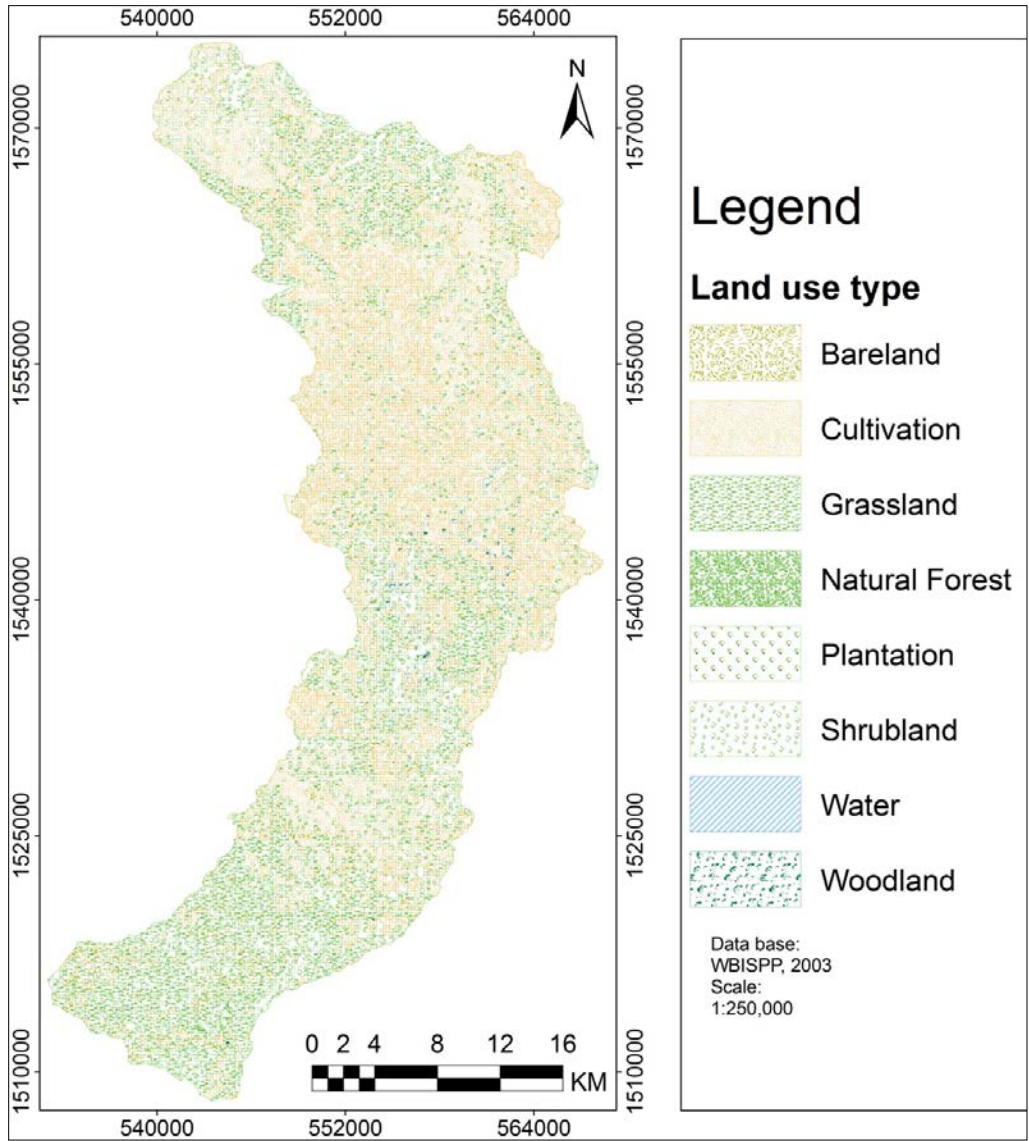 540000 552000 564000
N
1570000 1570000
1555000 1555000
1540000 1540000
1525000 1525000
1510000 1510000
0 2 4 8 12 16
KM
540000 552000 564000
Legend
Land use type
Bareland
Cultivation
Grassland
Natural Forest
Plantation
Shrubland
Water
Woodland
Data base:
WBISPP, 2003
Scale:
1:250,000